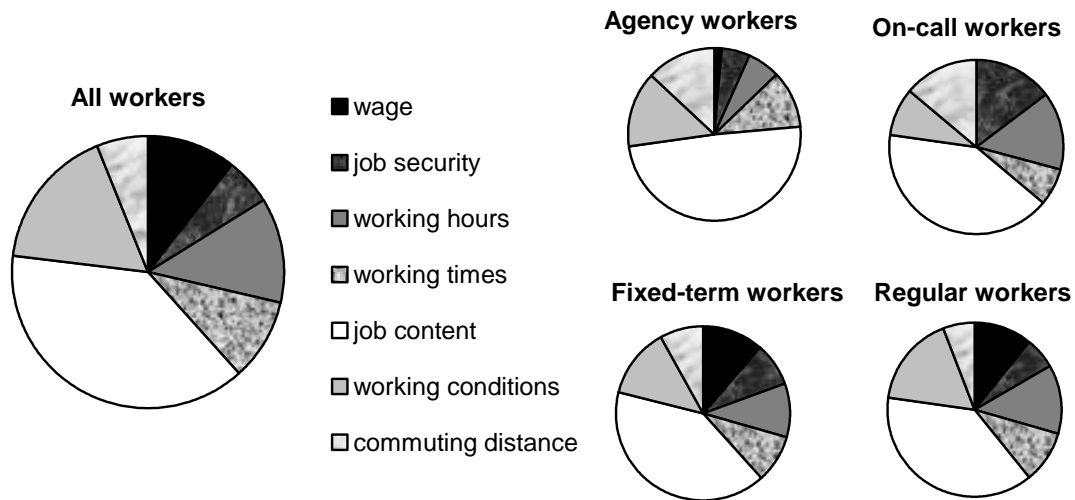 All workers
wage
job security
working hours
working times
job content
working conditions
commuting distance
Agency workers
On-call workers
Fixed-term workers
Regular workers